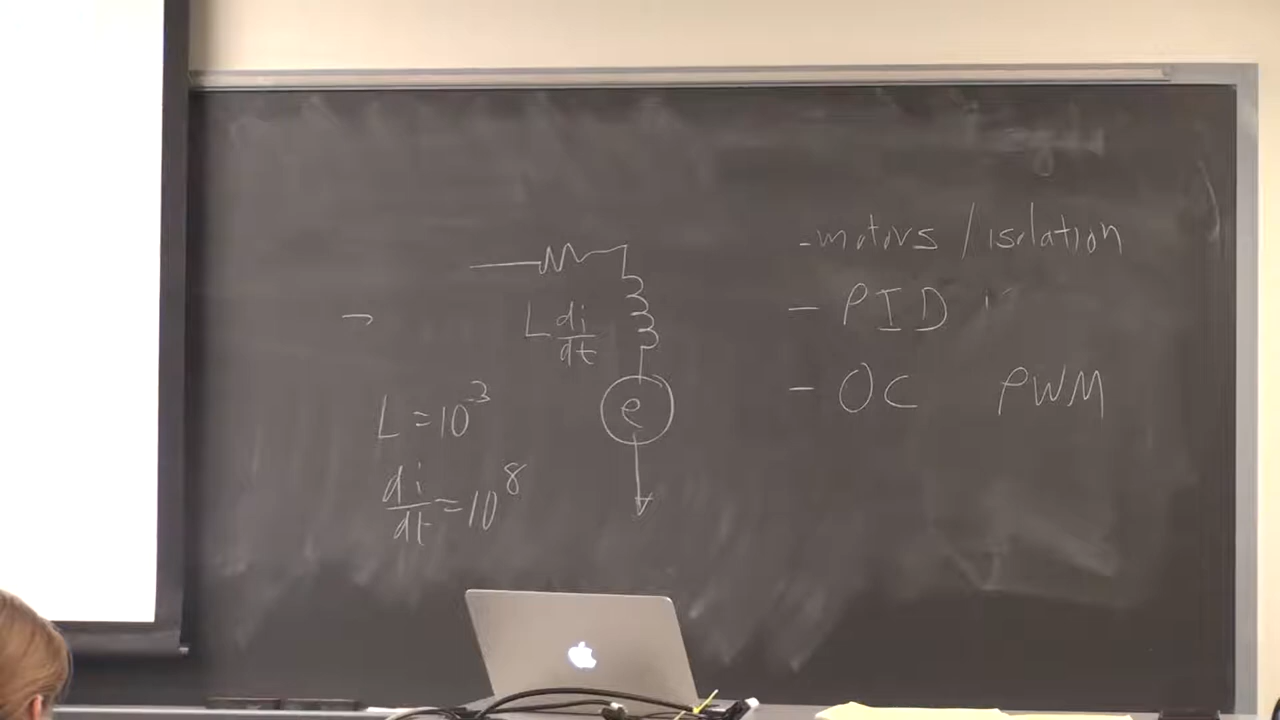 - motors / isolation
- PID
- OC PWM
L di/dt
e
L = 10^3
di/dt = 10^8